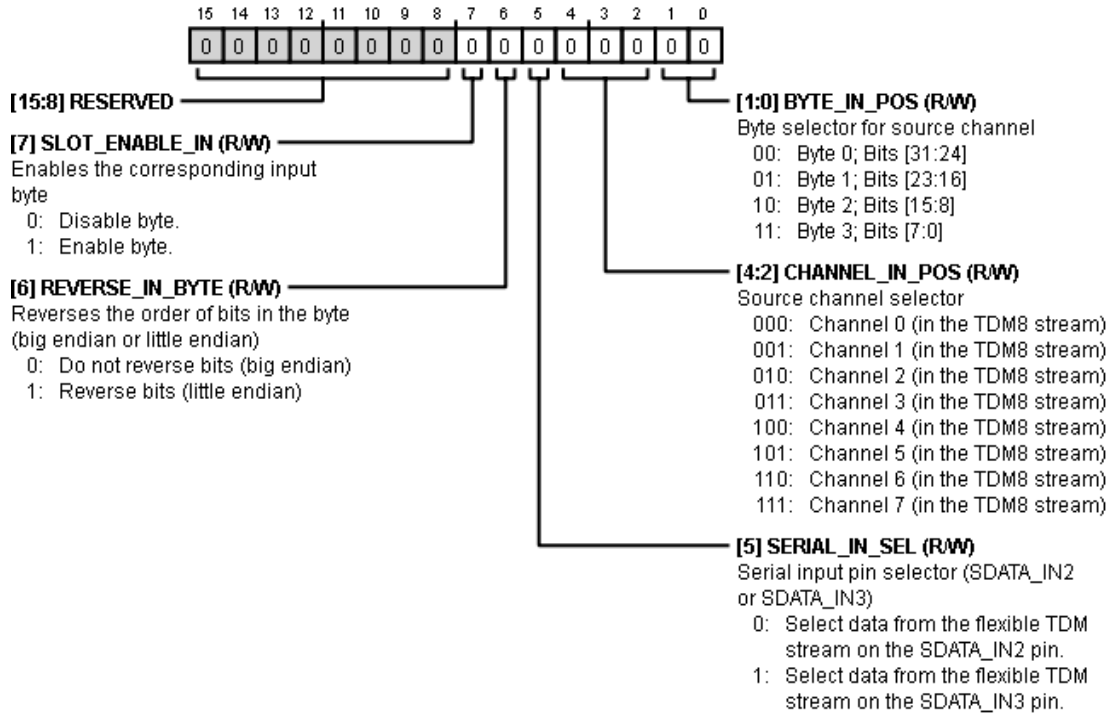 15 14 13 12 11 10 9 8 7 6 5 4 3 2 1 0
0 0 0 0 0 0 0 0 0 0 0 0 0 0 0 0
[15:8] RESERVED
[7] SLOT_ENABLE_IN (R/W)
Enables the corresponding input
byte
0: Disable byte.
1: Enable byte.
[6] REVERSE_IN_BYTE (R/W)
Reverses the order of bits in the byte
(big endian or little endian)
0: Do not reverse bits (big endian)
1: Reverse bits (little endian)
[1:0] BYTE_IN_POS (R/W)
Byte selector for source channel
00: Byte 0; Bits [31:24]
01: Byte 1; Bits [23:16]
10: Byte 2; Bits [15:8]
11: Byte 3; Bits [7:0]
[4:2] CHANNEL_IN_POS (R/W)
Source channel selector
000: Channel 0 (in the TDM8 stream)
001: Channel 1 (in the TDM8 stream)
010: Channel 2 (in the TDM8 stream)
011: Channel 3 (in the TDM8 stream)
100: Channel 4 (in the TDM8 stream)
101: Channel 5 (in the TDM8 stream)
110: Channel 6 (in the TDM8 stream)
111: Channel 7 (in the TDM8 stream)
[5] SERIAL_IN_SEL (R/W)
Serial input pin selector (SDATA_IN2
or SDATA_IN3)
0: Select data from the flexible TDM
stream on the SDATA_IN2 pin.
1: Select data from the flexible TDM
stream on the SDATA_IN3 pin.